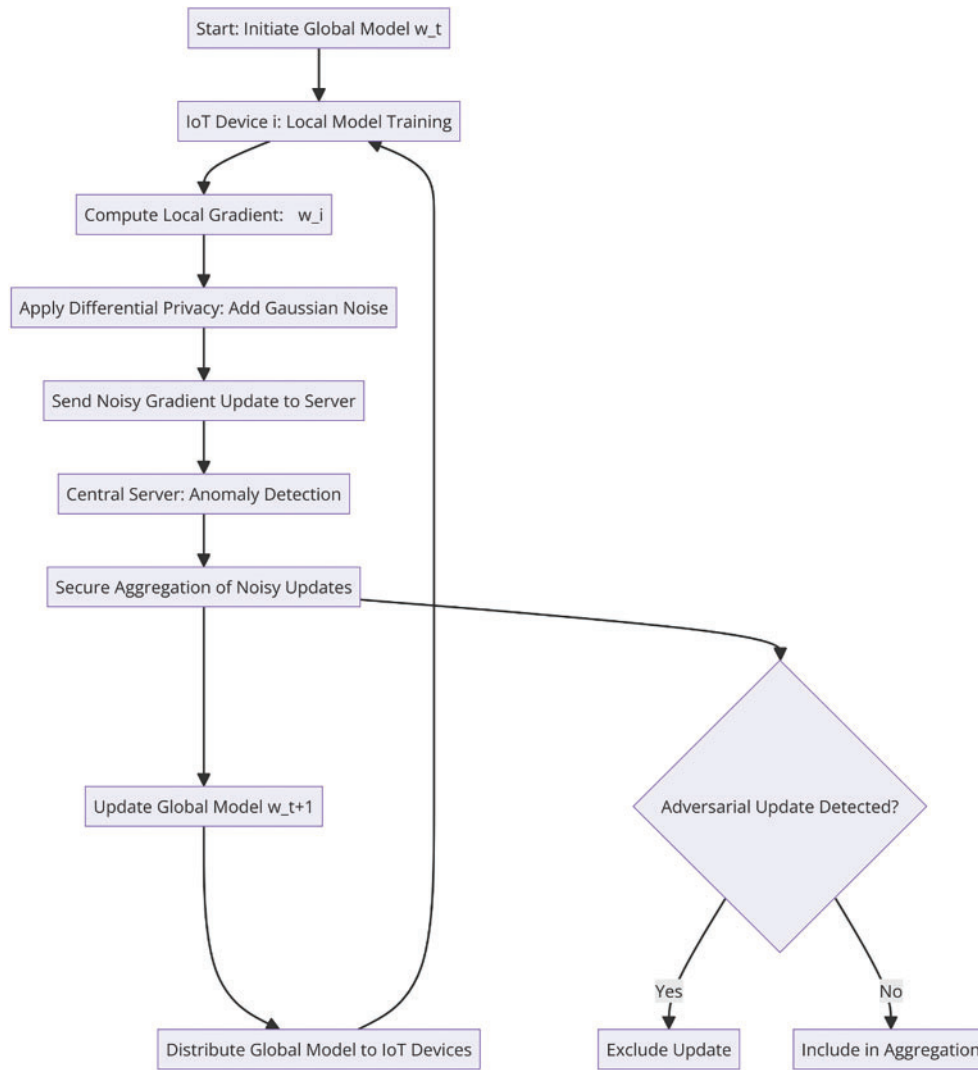 Start: Initiate Global Model w_t
IoT Device i: Local Model Training
Compute Local Gradient: w_i
Apply Differential Privacy: Add Gaussian Noise
Send Noisy Gradient Update to Server
Central Server: Anomaly Detection
Secure Aggregation of Noisy Updates
Update Global Model w_t+1
Adversarial Update Detected?
Yes
No
Distribute Global Model to IoT Devices
Exclude Update
Include in Aggregation